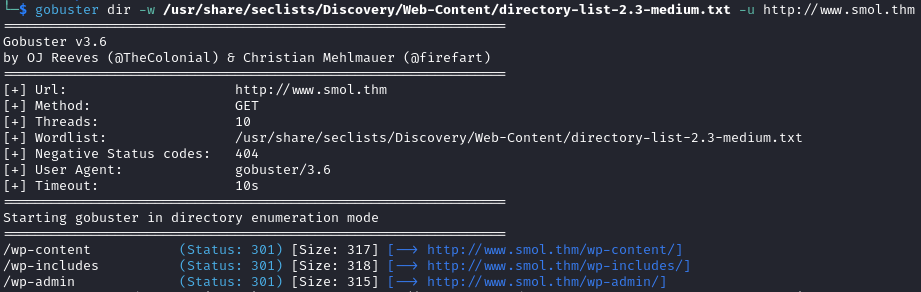 └─$ gobuster dir -w /usr/share/seclists/Discovery/Web-Content/directory-list-2.3-medium.txt -u http://www.smol.thm
===============================================================
Gobuster v3.6
by OJ Reeves (@TheColonial) & Christian Mehlmauer (@firefart)
===============================================================
[+] Url:                     http://www.smol.thm
[+] Method:                  GET
[+] Threads:                 10
[+] Wordlist:                /usr/share/seclists/Discovery/Web-Content/directory-list-2.3-medium.txt
[+] Negative Status codes:   404
[+] User Agent:              gobuster/3.6
[+] Timeout:                 10s
===============================================================
Starting gobuster in directory enumeration mode
===============================================================
/wp-content           (Status: 301) [Size: 317] [--> http://www.smol.thm/wp-content/]
/wp-includes          (Status: 301) [Size: 318] [--> http://www.smol.thm/wp-includes/]
/wp-admin             (Status: 301) [Size: 315] [--> http://www.smol.thm/wp-admin/]